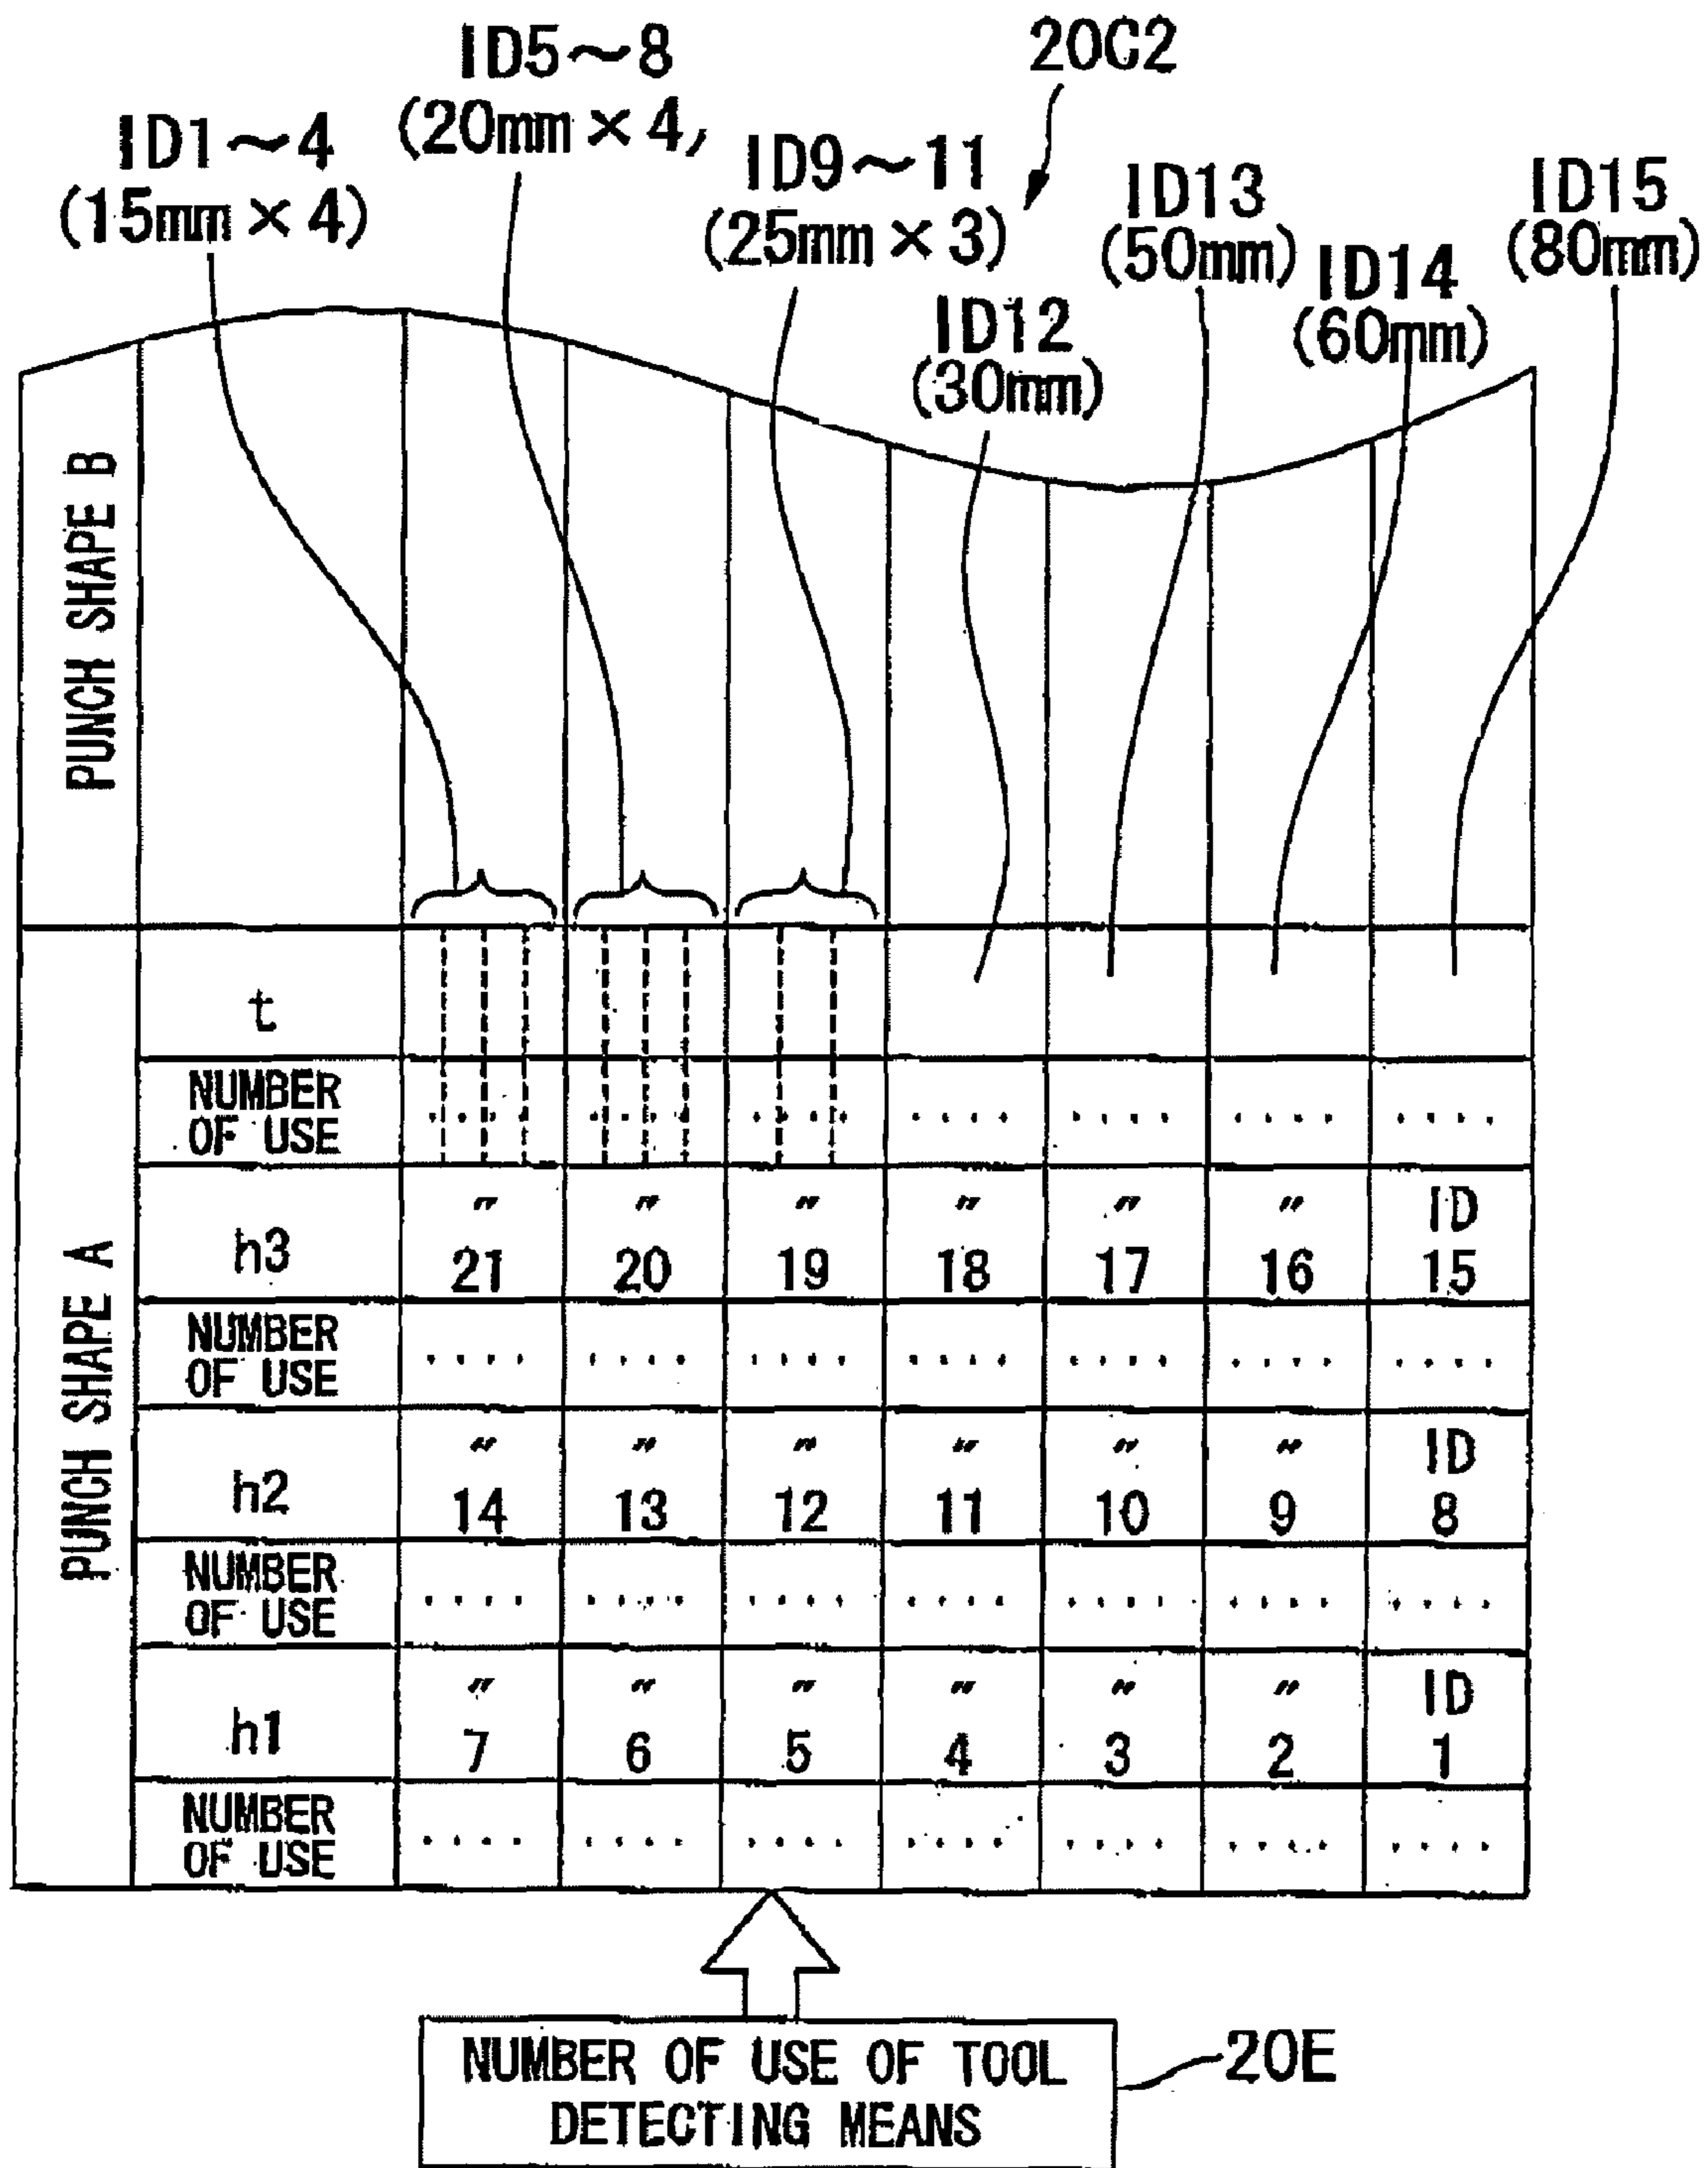 ID5~8
20C2
ID1~4
(20mm×4,
ID9~11
ID13
ID15
(15mm×4)
(25mm×3)
(50mm)
(80mm)
ID14
ID12
(60mm)
(30mm)
PUNCH SHAPE B
t
NUMBER
OF USE
.... .... .... .... .... .... ....
PUNCH SHAPE A
h3
〃 〃 〃 〃 〃 〃 ID
21 20 19 18 17 16 15
NUMBER
OF USE
.... .... .... .... .... .... ....
h2
〃 〃 〃 〃 〃 〃 ID
14 13 12 11 10 9 8
NUMBER
OF USE
.... .... .... .... .... .... ....
h1
〃 〃 〃 〃 〃 〃 ID
7 6 5 4 3 2 1
NUMBER
OF USE
.... .... .... .... .... .... ....
NUMBER OF USE OF TOOL
DETECTING MEANS
20E